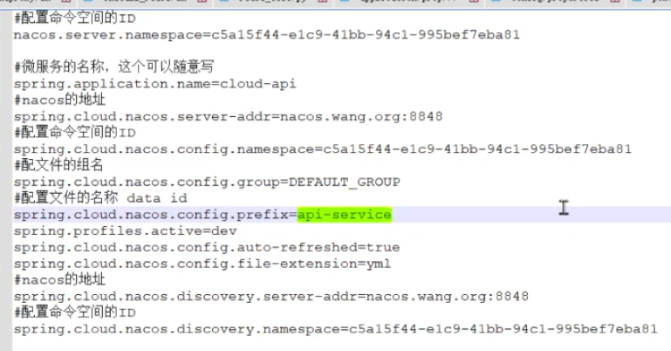 #配置命令空间的ID
nacos.server.namespace=c5a15f44-e1c9-41bb-94c1-995bef7eba81
#微服务的名称，这个可以随意写
spring.application.name=cloud-api
#nacos的地址
spring.cloud.nacos.server-addr=nacos.wang.org:8848
#配置命令空间的ID
spring.cloud.nacos.config.namespace=c5a15f44-e1c9-41bb-94c1-995bef7eba81
#配文件的组名
spring.cloud.nacos.config.group=DEFAULT_GROUP
#配置文件的名称 data id
spring.cloud.nacos.config.prefix=api-service
spring.profiles.active=dev
spring.cloud.nacos.config.auto-refreshed=true
spring.cloud.nacos.config.file-extension=yml
#nacos的地址
spring.cloud.nacos.discovery.server-addr=nacos.wang.org:8848
#配置命令空间的ID
spring.cloud.nacos.discovery.namespace=c5a15f44-e1c9-41bb-94c1-995bef7eba81